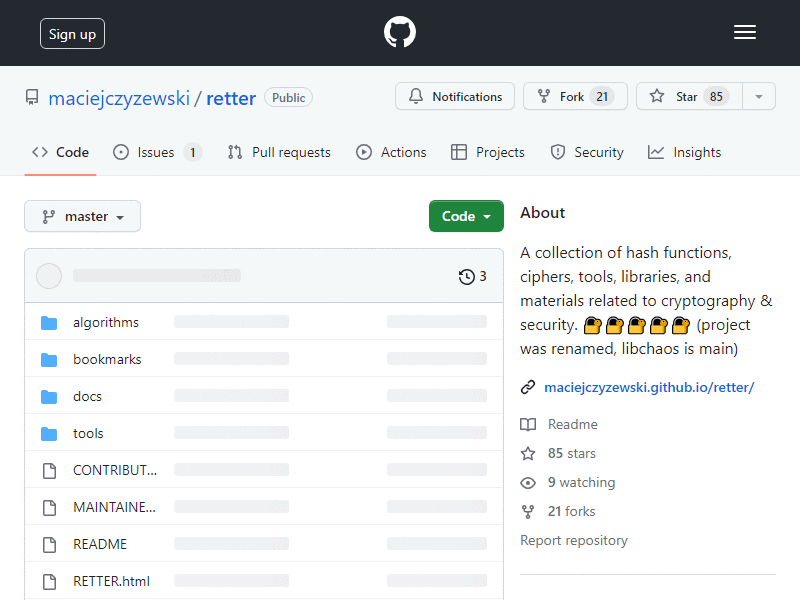 Sign up
maciejczyzewski / retter Public
Notifications
Fork 21
Star 85
Code
Issues 1
Pull requests
Actions
Projects
Security
Insights
master
Code
3
algorithms
bookmarks
docs
tools
CONTRIBUT...
MAINTAINE...
README
RETTER.html
About
A collection of hash functions,
ciphers, tools, libraries, and
materials related to cryptography &
security. 🔐🔐🔐🔐🔐 (project
was renamed, libchaos is main)
maciejczyzewski.github.io/retter/
Readme
85 stars
9 watching
21 forks
Report repository